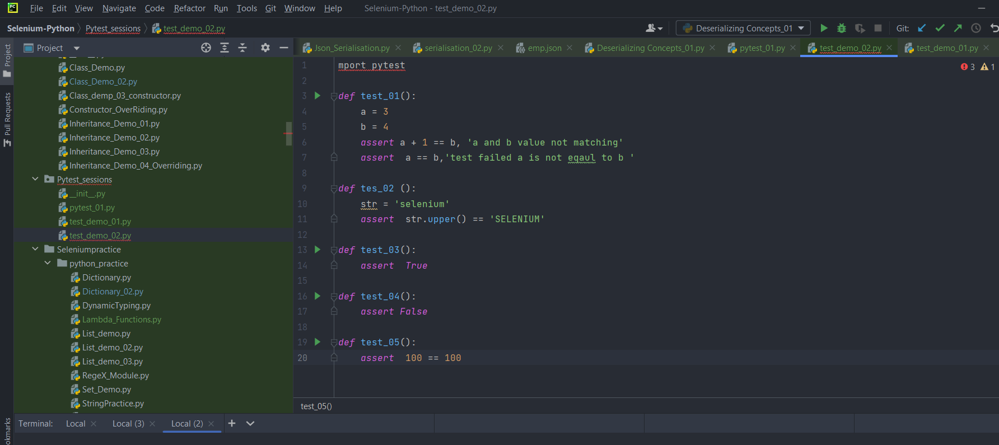 PC File Edit View Navigate Code Refactor Run Tools Git Window Help Selenium-Python - test_demo_02.py
Selenium-Python Pytest_sessions test_demo_02.py Deserializing Concepts_01 Git:
Project
Project
Pull Requests
Class_Demo.py
Class_Demo_02.py
Class_demp_03_constructor.py
Constructor_OverRiding.py
Inheritance_Demo_01.py
Inheritance_Demo_02.py
Inheritance_Demo_03.py
Inheritance_Demo_04_Overriding.py
Pytest_sessions
__init__.py
pytest_01.py
test_demo_01.py
test_demo_02.py
Seleniumpractice
python_practice
Dictionary.py
Dictionary_02.py
DynamicTyping.py
Lambda_Functions.py
List_demo.py
List_demo_02.py
List_demo_03.py
RegeX_Module.py
Set_Demo.py
StringPractice.py
Json_Serialisation.py serialisation_02.py emp.json Deserializing Concepts_01.py pytest_01.py test_demo_02.py test_demo_01.py
3 1
1 mport pytest
2
3 def test_01():
4 a = 3
5 b = 4
6 assert a + 1 == b, 'a and b value not matching'
7 assert  a == b,'test failed a is not eqaul to b '
8
9 def tes_02 ():
10 str = 'selenium'
11 assert  str.upper() == 'SELENIUM'
12
13 def test_03():
14 assert  True
15
16 def test_04():
17 assert False
18
19 def test_05():
20 assert  100 == 100
test_05()
okmarks
Terminal: Local Local (3) Local (2)